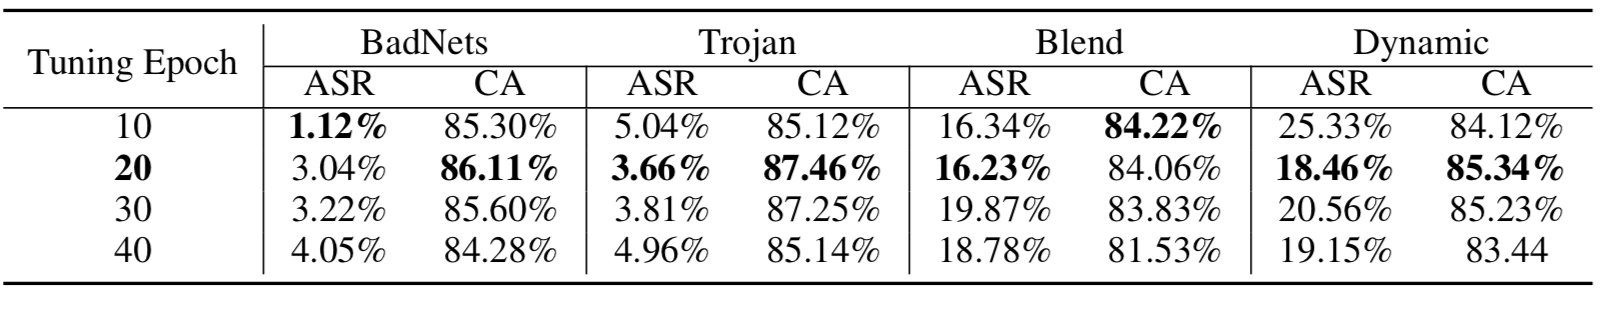 Tuning Epoch BadNets Trojan Blend Dynamic
ASR CA ASR CA ASR CA ASR CA
10 1.12% 85.30% 5.04% 85.12% 16.34% 84.22% 25.33% 84.12%
20 3.04% 86.11% 3.66% 87.46% 16.23% 84.06% 18.46% 85.34%
30 3.22% 85.60% 3.81% 87.25% 19.87% 83.83% 20.56% 85.23%
40 4.05% 84.28% 4.96% 85.14% 18.78% 81.53% 19.15% 83.44